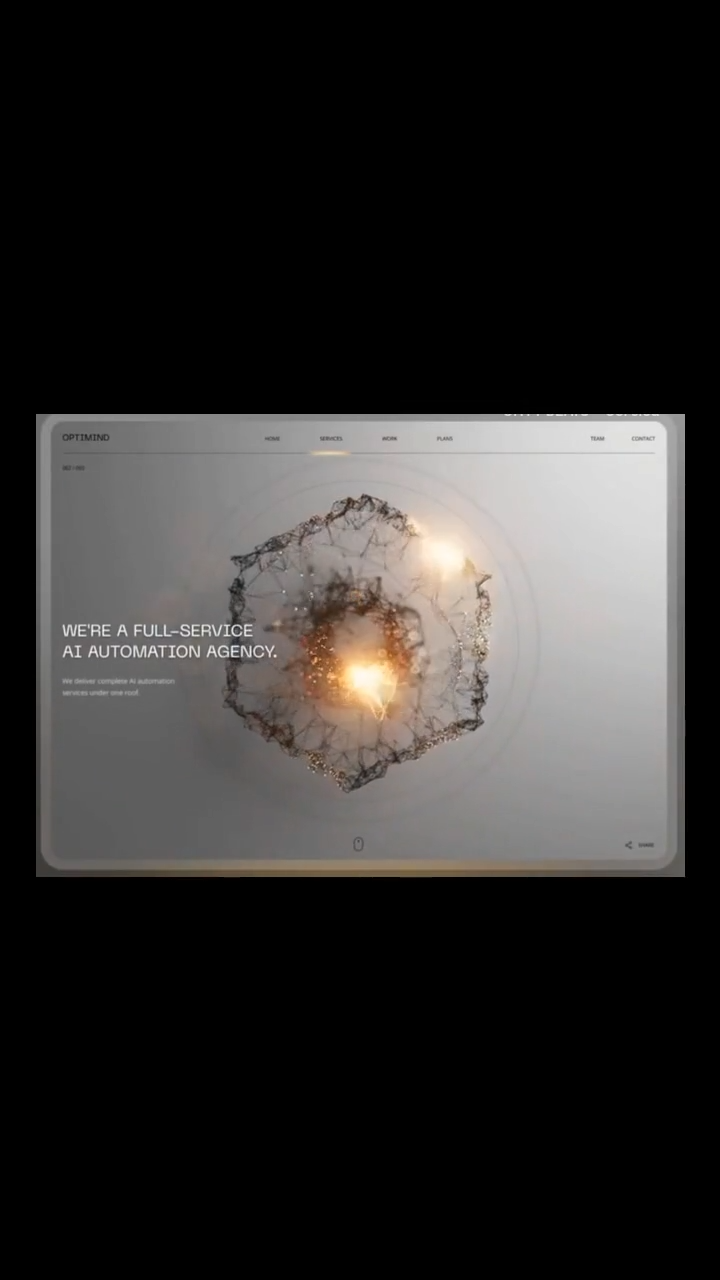 OPTIMIND
HOME SERVICES WORK PLANS TEAM CONTACT
WE'RE A FULL-SERVICE
AI AUTOMATION AGENCY.
We deliver complete AI automation
services under one roof.
SHARE